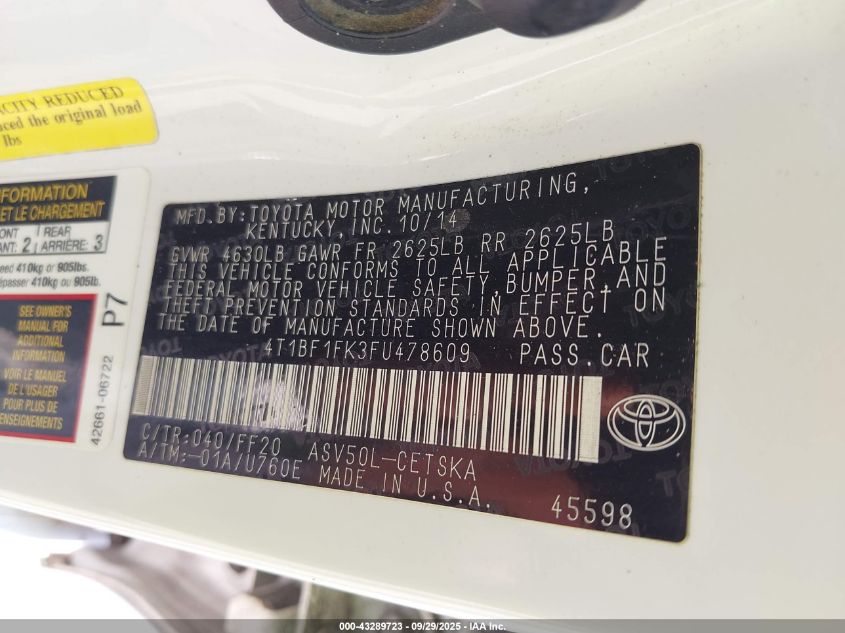 CITY REDUCED
ced the original load
lbs
INFORMATION
ET LE CHARGEMENT
REAR
ANT: 2 ARRIÈRE: 3
eed 410kg or 905lbs.
épasser 410kg ou 905lb.
SEE OWNER'S
MANUAL FOR
ADDITIONAL
INFORMATION
VOIR LE MANUEL
DE L'USAGER
POUR PLUS DE
ENSEIGNEMENTS
P7
42661-06722
MFD. BY: TOYOTA MOTOR MANUFACTURING,
KENTUCKY, INC. 10/14
GVWR 4630LB GAWR FR 2625LB RR 2625LB
THIS VEHICLE CONFORMS TO ALL APPLICABLE
FEDERAL MOTOR VEHICLE SAFETY, BUMPER, AND
THEFT PREVENTION STANDARDS IN EFFECT ON
THE DATE OF MANUFACTURE SHOWN ABOVE.
4T1BF1FK3FU478609 PASS. CAR
C/TR: 040/FF20 ASV50L-CETSKA
A/TM: -01A/U760E MADE IN U.S.A.
45598
000-43289723 — 09/29/2025 - IAA Inc.